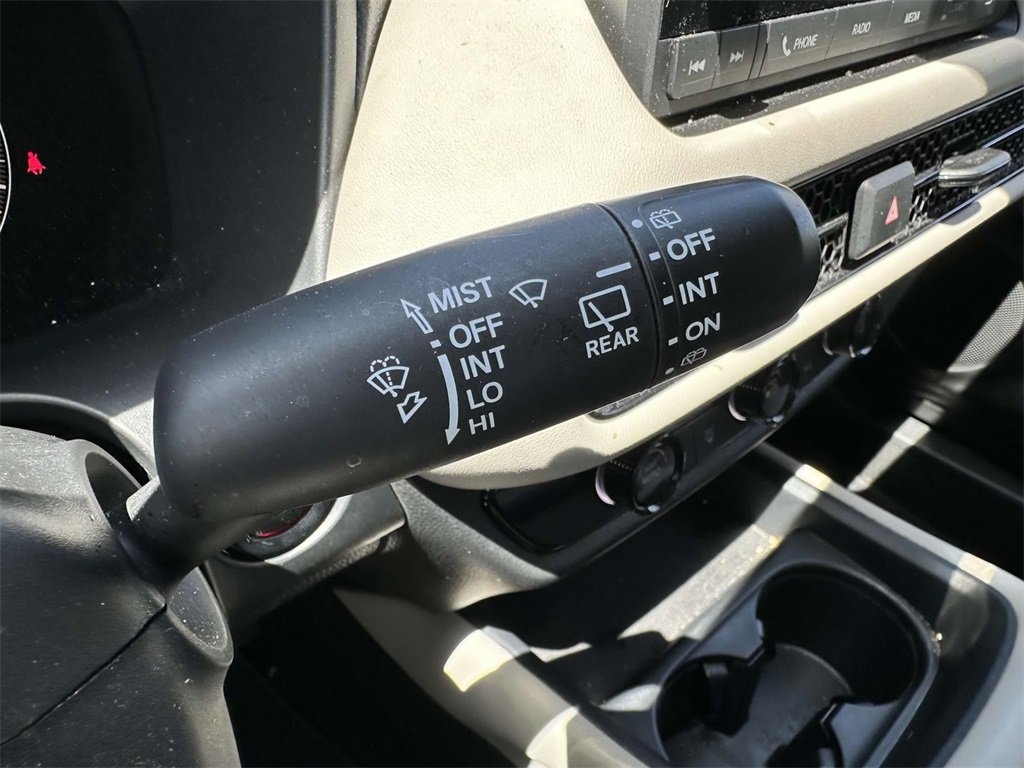 PHONE
RADIO
MEDIA
MIST
OFF
INT
LO
HI
REAR
OFF
INT
ON